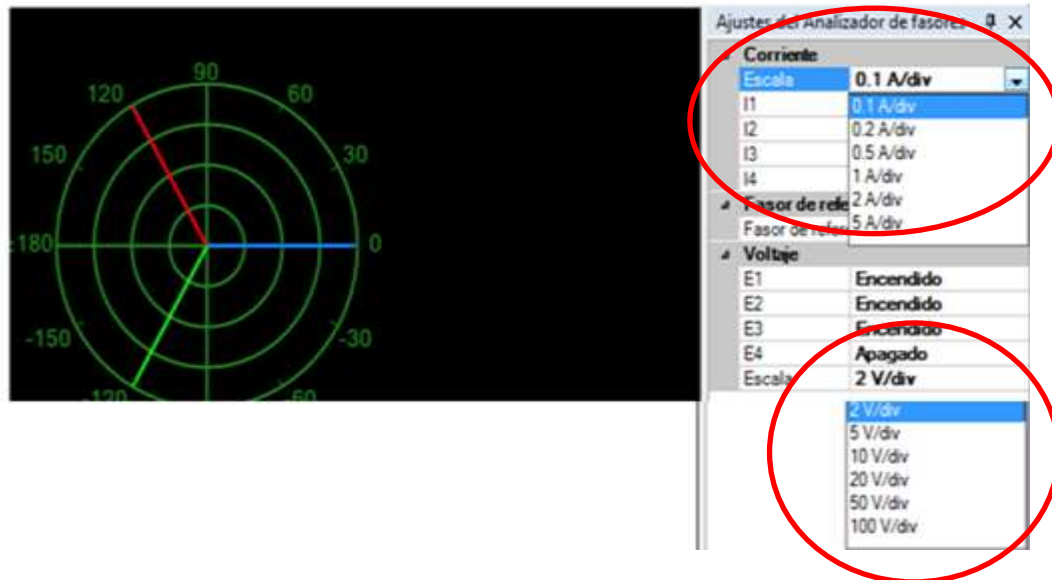 90
120
60
150
30
180
0
-150
-30
-120
-60
Ajustes del Analizador de fasores
Corriente
Escala 0.1 A/div
I1 0.1 A/div
I2 0.2 A/div
I3 0.5 A/div
I4 1 A/div
Fasor de refe 2 A/div
Fasor de refer 5 A/div
Voltaje
E1 Encendido
E2 Encendido
E3 Encendido
E4 Apagado
Escala 2 V/div
2 V/div
5 V/div
10 V/div
20 V/div
50 V/div
100 V/div